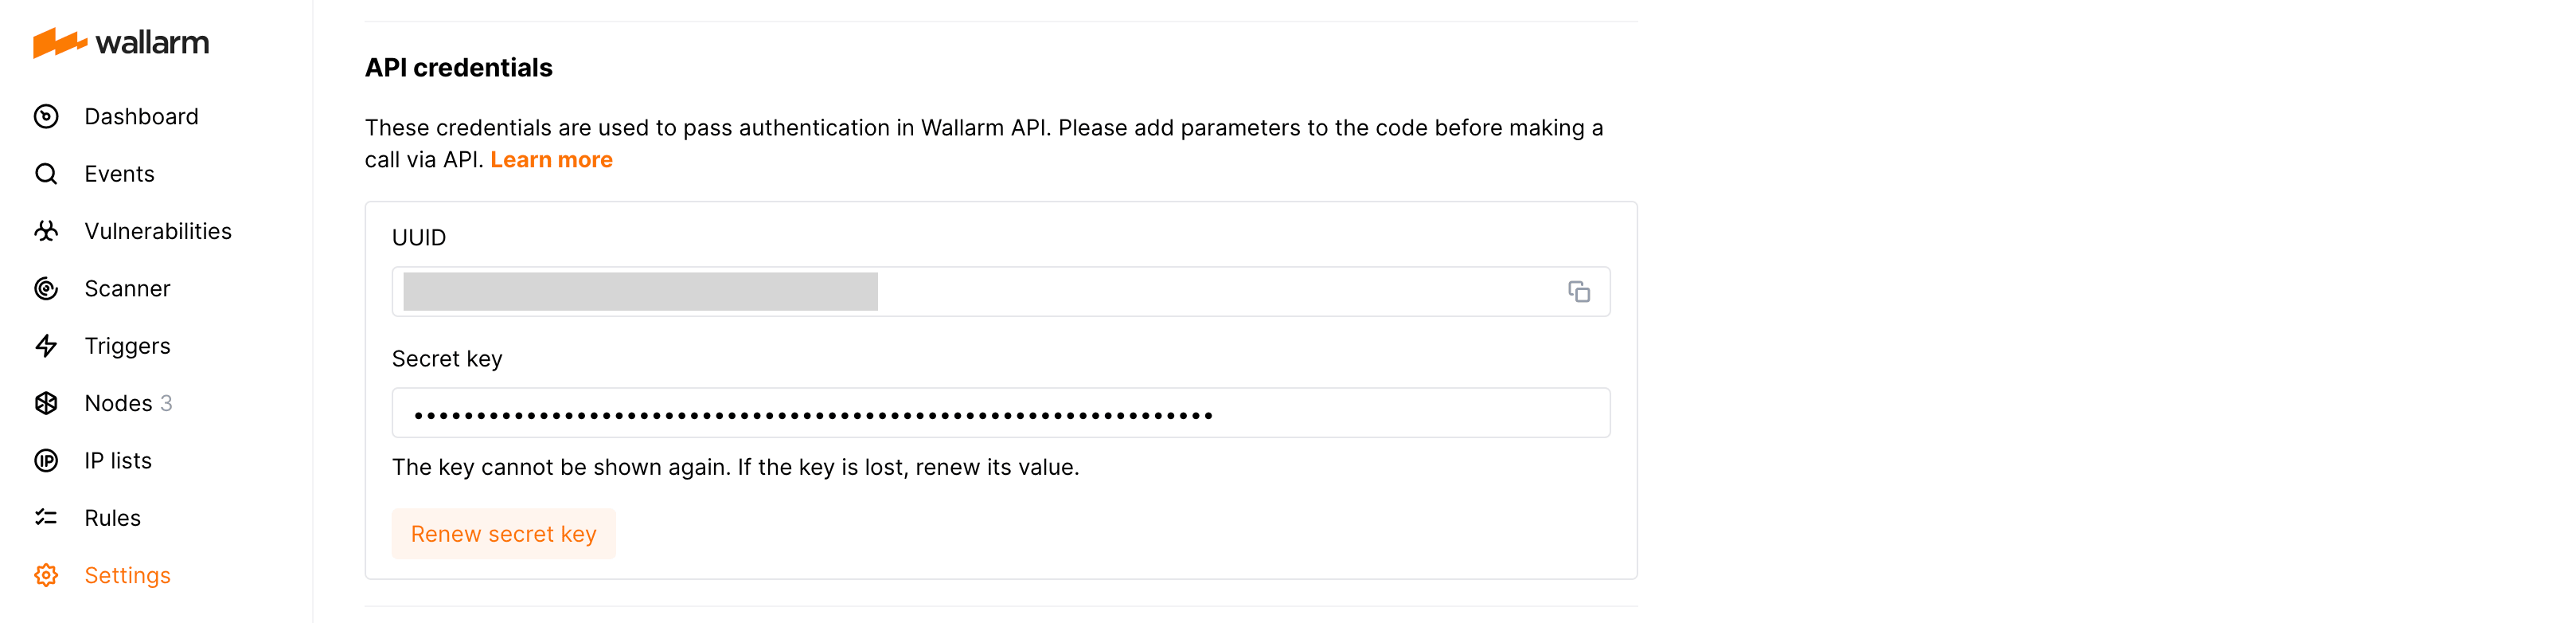 wallarm
Dashboard
Events
Vulnerabilities
Scanner
Triggers
Nodes 3
IP lists
Rules
Settings
API credentials
These credentials are used to pass authentication in Wallarm API. Please add parameters to the code before making a
call via API. Learn more
UUID
Secret key
••••••••••••••••••••••••••••••••••••••••••••••••••••••••••••••••
The key cannot be shown again. If the key is lost, renew its value.
Renew secret key